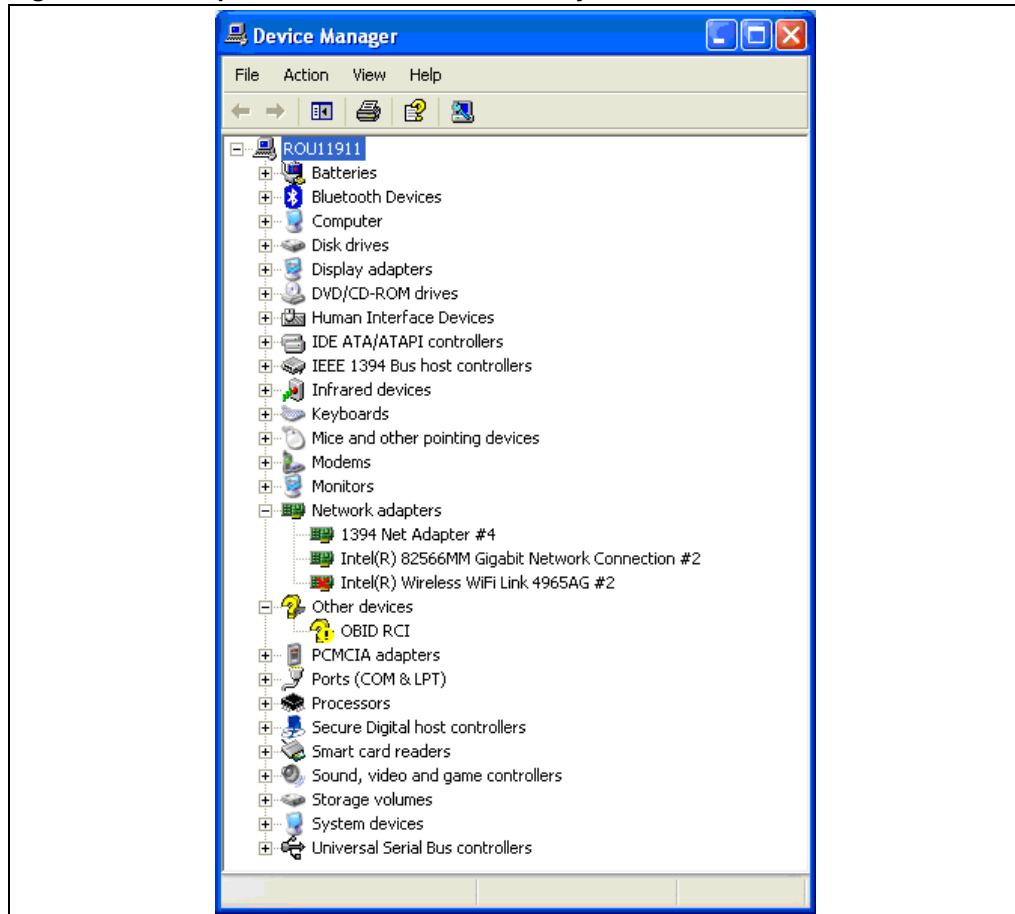 Device Manager
File Action View Help
ROU11911
Batteries
Bluetooth Devices
Computer
Disk drives
Display adapters
DVD/CD-ROM drives
Human Interface Devices
IDE ATA/ATAPI controllers
IEEE 1394 Bus host controllers
Infrared devices
Keyboards
Mice and other pointing devices
Modems
Monitors
Network adapters
1394 Net Adapter #4
Intel(R) 82566MM Gigabit Network Connection #2
Intel(R) Wireless WiFi Link 4965AG #2
Other devices
OBID RCI
PCMCIA adapters
Ports (COM & LPT)
Processors
Secure Digital host controllers
Smart card readers
Sound, video and game controllers
Storage volumes
System devices
Universal Serial Bus controllers